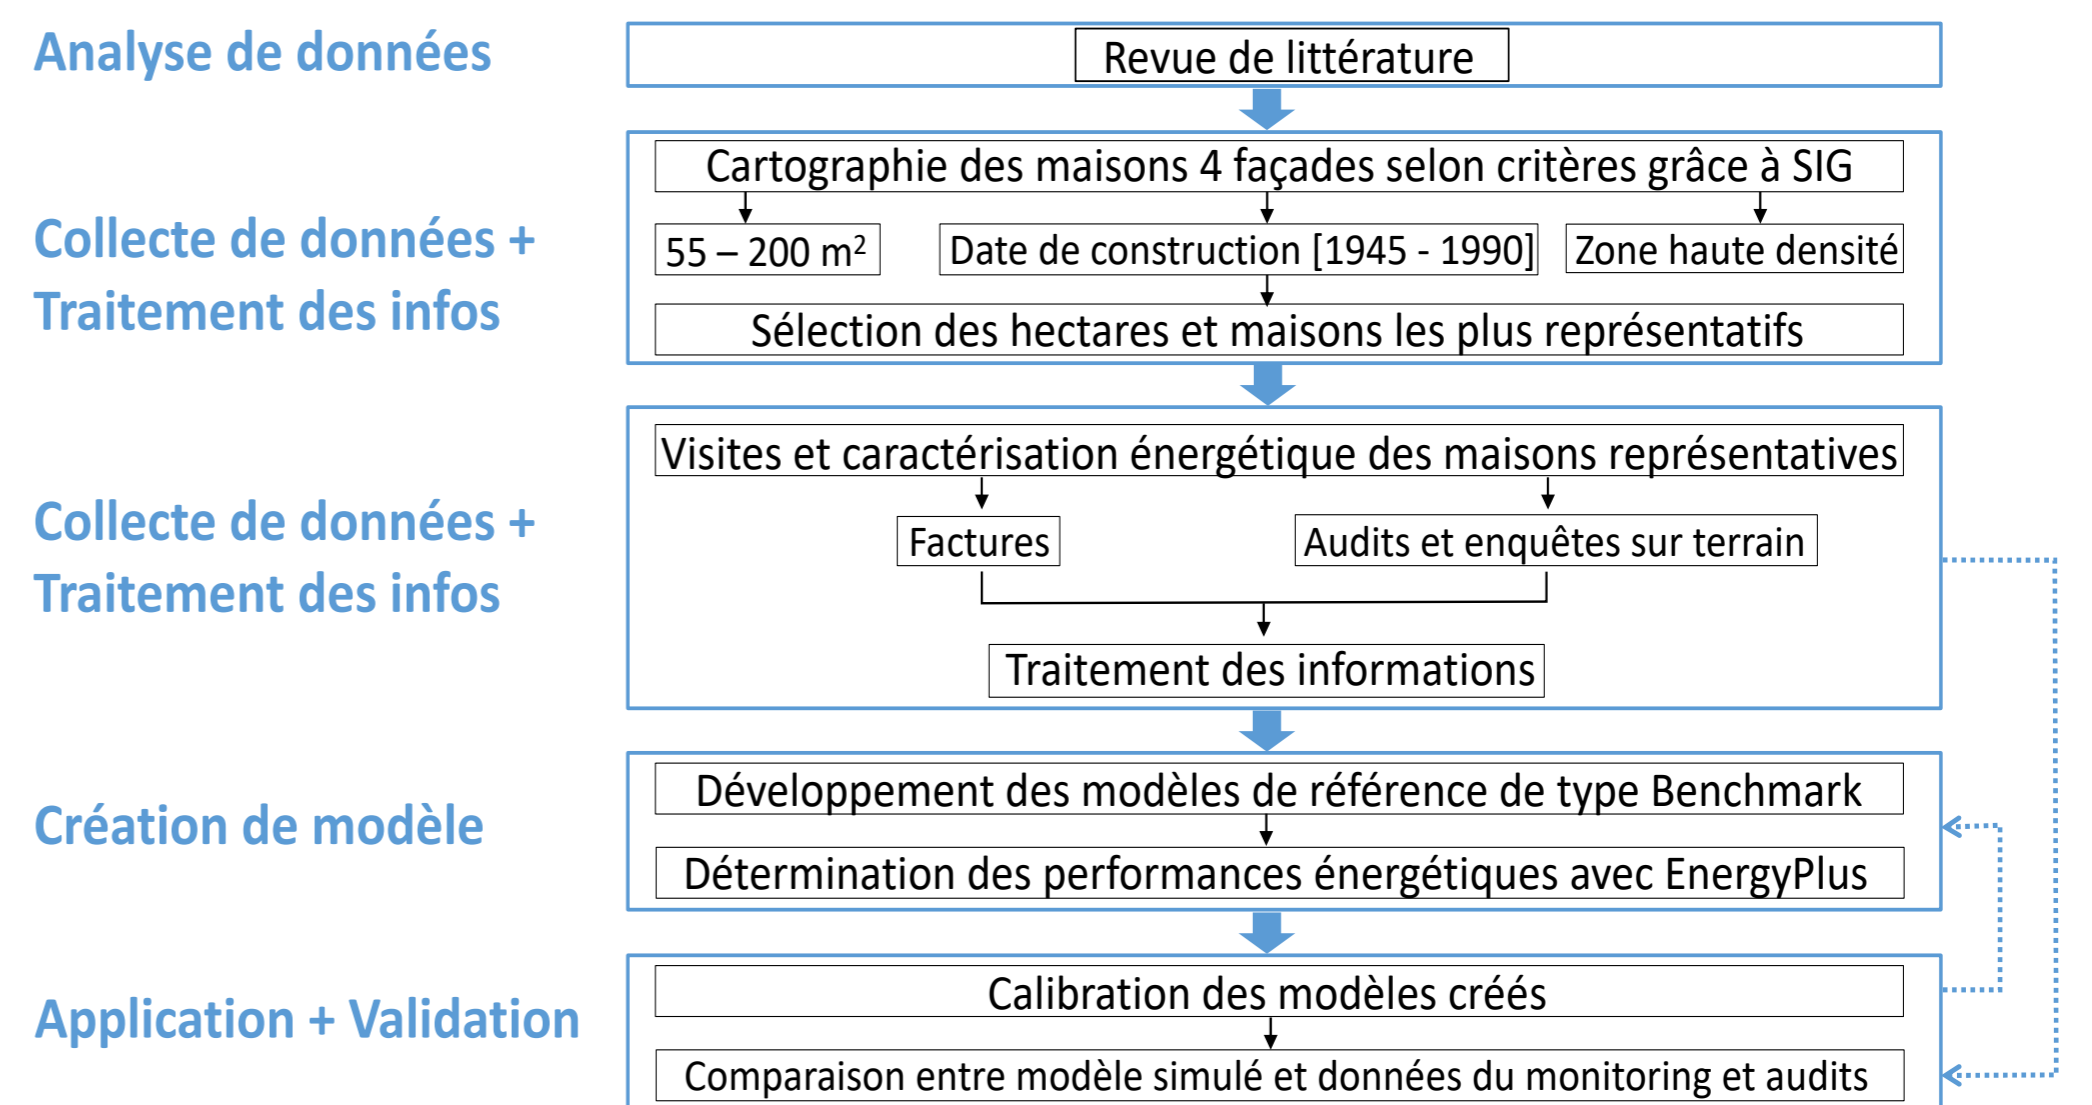 Analyse de données
Revue de littérature
Cartographie des maisons 4 façades selon critères grâce à SIG
Collecte de données +
Traitement des infos
55 – 200 m²
Date de construction [1945 - 1990]
Zone haute densité
Sélection des hectares et maisons les plus représentatifs
Visites et caractérisation énergétique des maisons représentatives
Collecte de données +
Traitement des infos
Factures
Audits et enquêtes sur terrain
Traitement des informations
Création de modèle
Développement des modèles de référence de type Benchmark
Détermination des performances énergétiques avec EnergyPlus
Application + Validation
Calibration des modèles créés
Comparaison entre modèle simulé et données du monitoring et audits